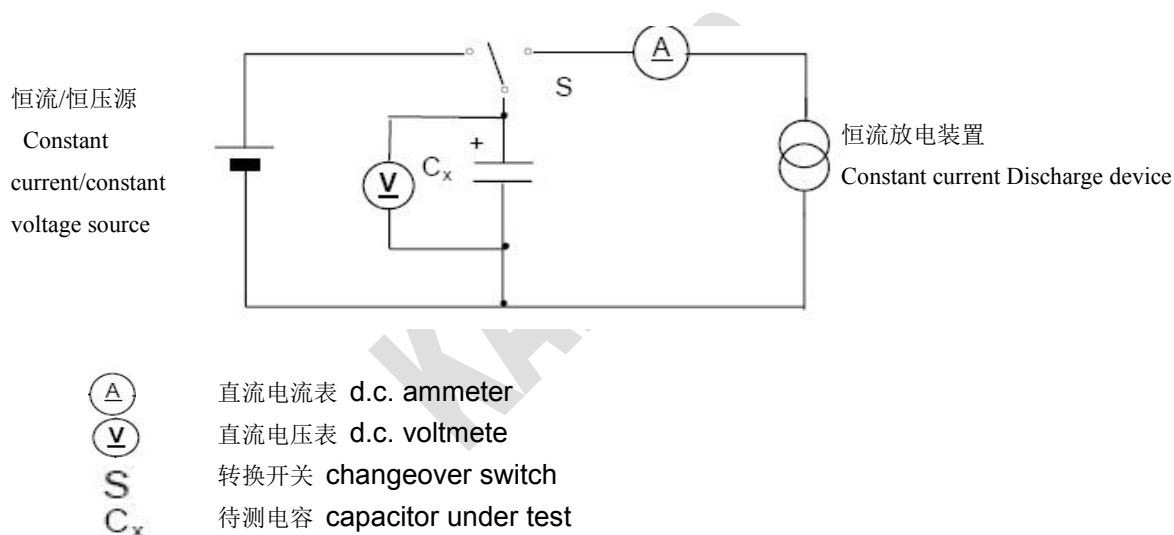 A
S
恒流/恒压源
Constant
current/constant
voltage source
+
V
Cx
恒流放电装置
Constant current Discharge device
A 直流电流表 d.c. ammeter
V 直流电压表 d.c. voltmete
S 转换开关 changeover switch
Cx 待测电容 capacitor under test